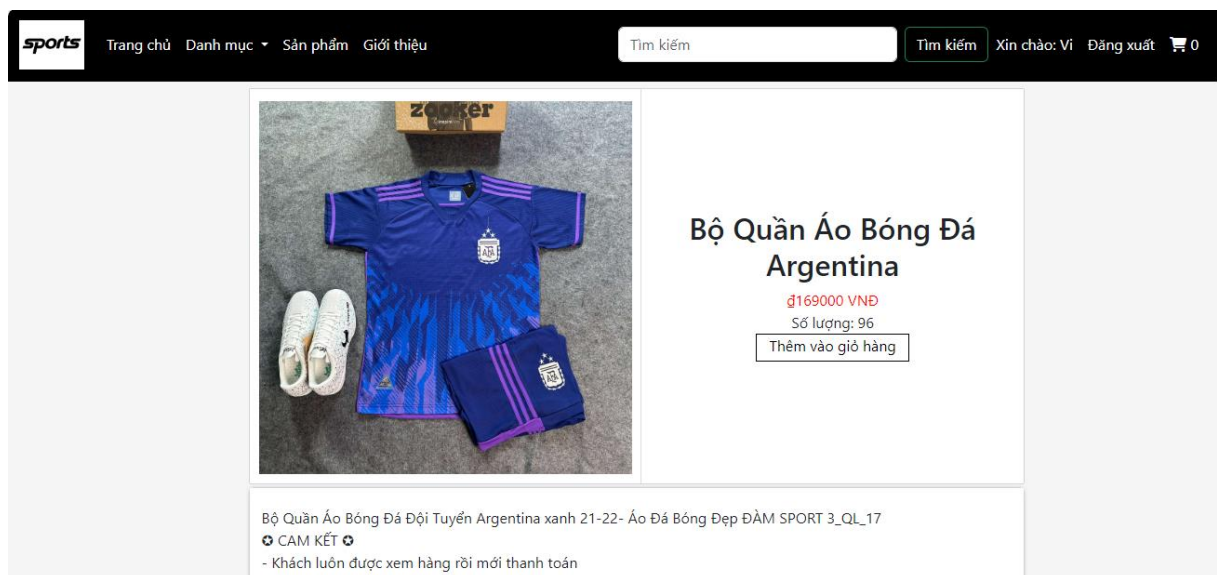 sports
Trang chủ Danh mục Sản phẩm Giới thiệu Tìm kiếm Tìm kiếm Xin chào: Vi Đăng xuất 0
zooker
Bộ Quần Áo Bóng Đá
Argentina
₫169000 VNĐ
Số lượng: 96
Thêm vào giỏ hàng
AFA
AFA
Bộ Quần Áo Bóng Đá Đội Tuyển Argentina xanh 21-22- Áo Đá Bóng Đẹp ĐÀM SPORT 3_QL_17
✪ CAM KẾT ✪
- Khách luôn được xem hàng rồi mới thanh toán